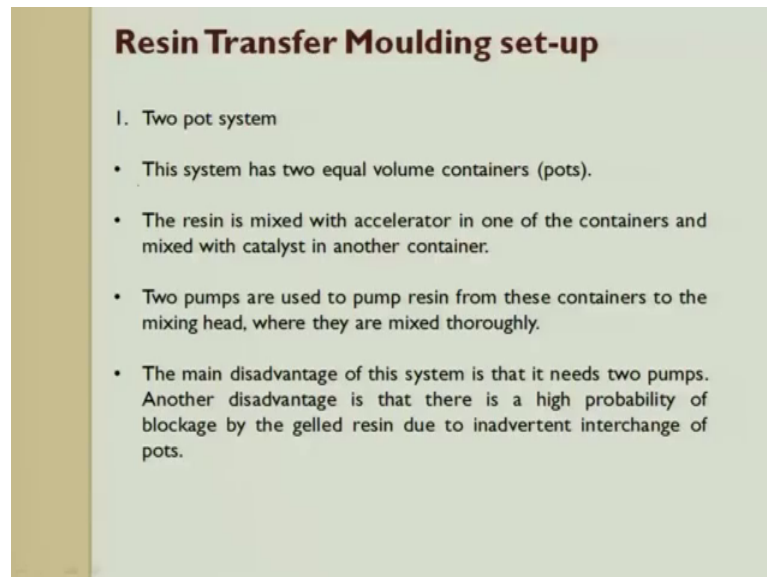 Resin Transfer Moulding set-up
1. Two pot system
• This system has two equal volume containers (pots).
• The resin is mixed with accelerator in one of the containers and
mixed with catalyst in another container.
• Two pumps are used to pump resin from these containers to the
mixing head, where they are mixed thoroughly.
• The main disadvantage of this system is that it needs two pumps.
Another disadvantage is that there is a high probability of
blockage by the gelled resin due to inadvertent interchange of
pots.